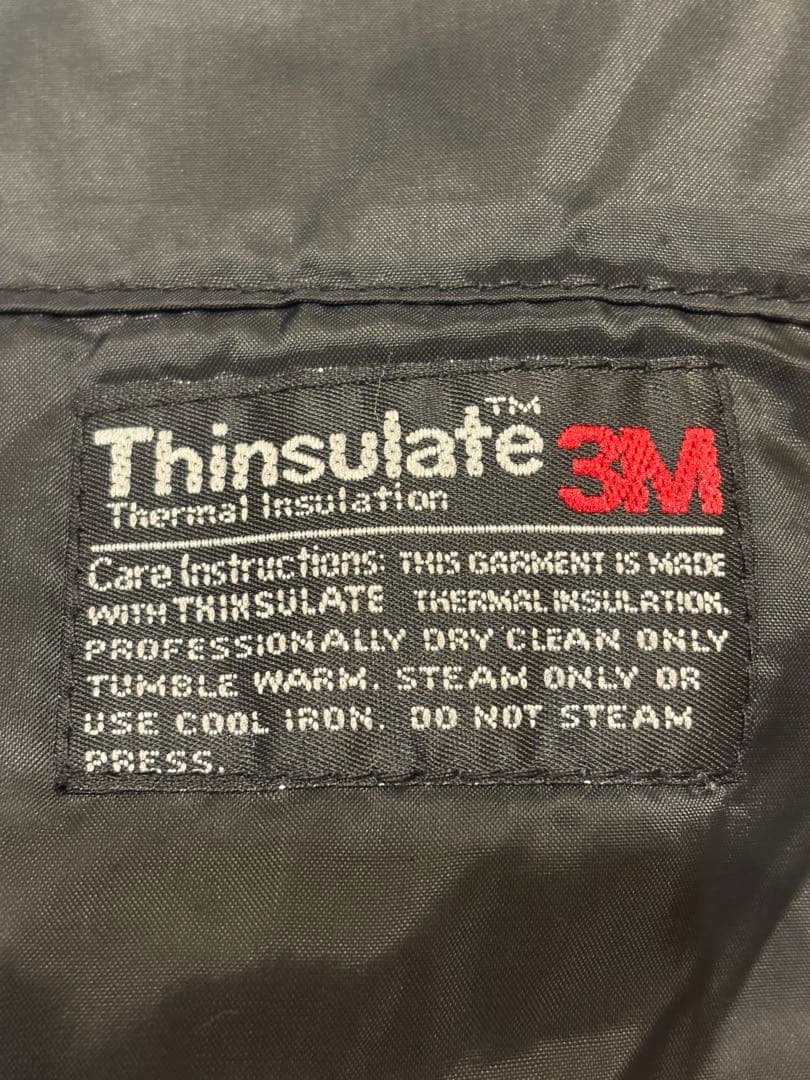 Thinsulate™ 3M
Thermal Insulation
Care Instructions: THIS GARMENT IS MADE
WITH THINSULATE THERMAL INSULATION.
PROFESSIONALLY DRY CLEAN ONLY
TUMBLE WARM. STEAM ONLY OR
USE COOL IRON. DO NOT STEAM
PRESS.